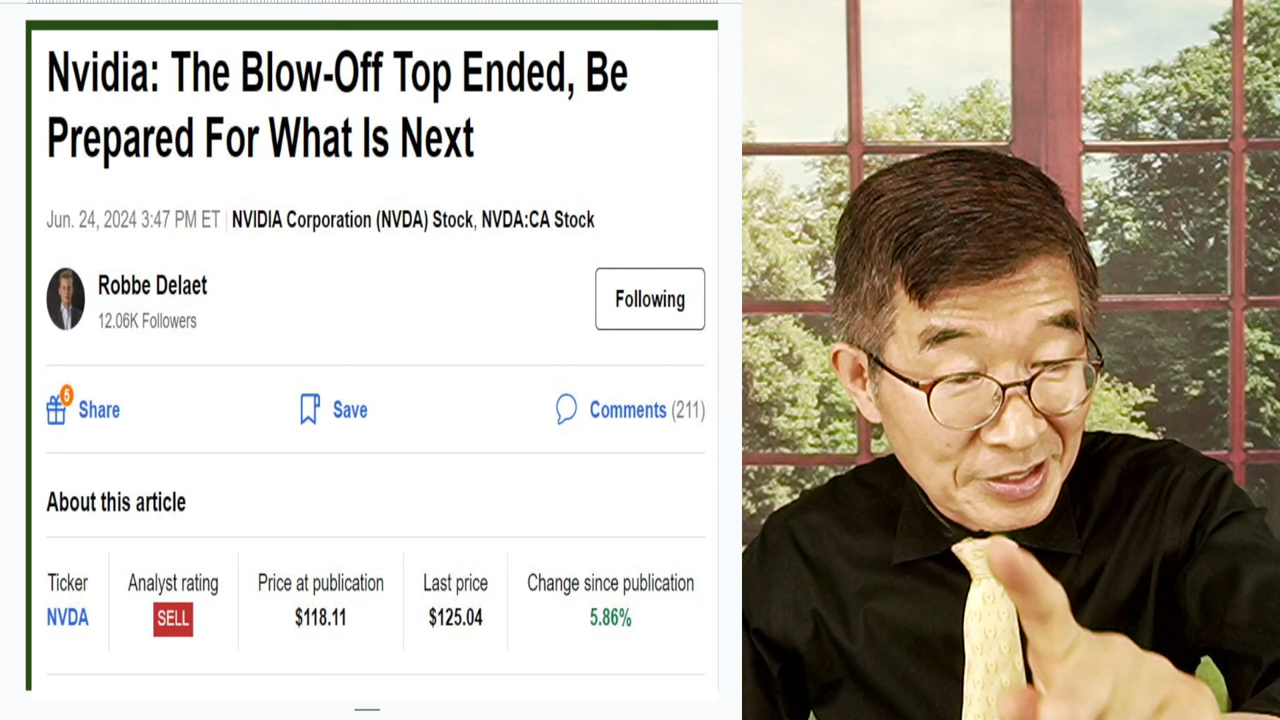 Nvidia: The Blow-Off Top Ended, Be
Prepared For What Is Next
Jun. 24, 2024 3:47 PM ET | NVIDIA Corporation (NVDA) Stock, NVDA:CA Stock
Robbe Delaet
12.06K Followers
Following
5
Share
Save
Comments (211)
About this article
Ticker
Analyst rating
Price at publication
Last price
Change since publication
NVDA
SELL
$118.11
$125.04
5.86%